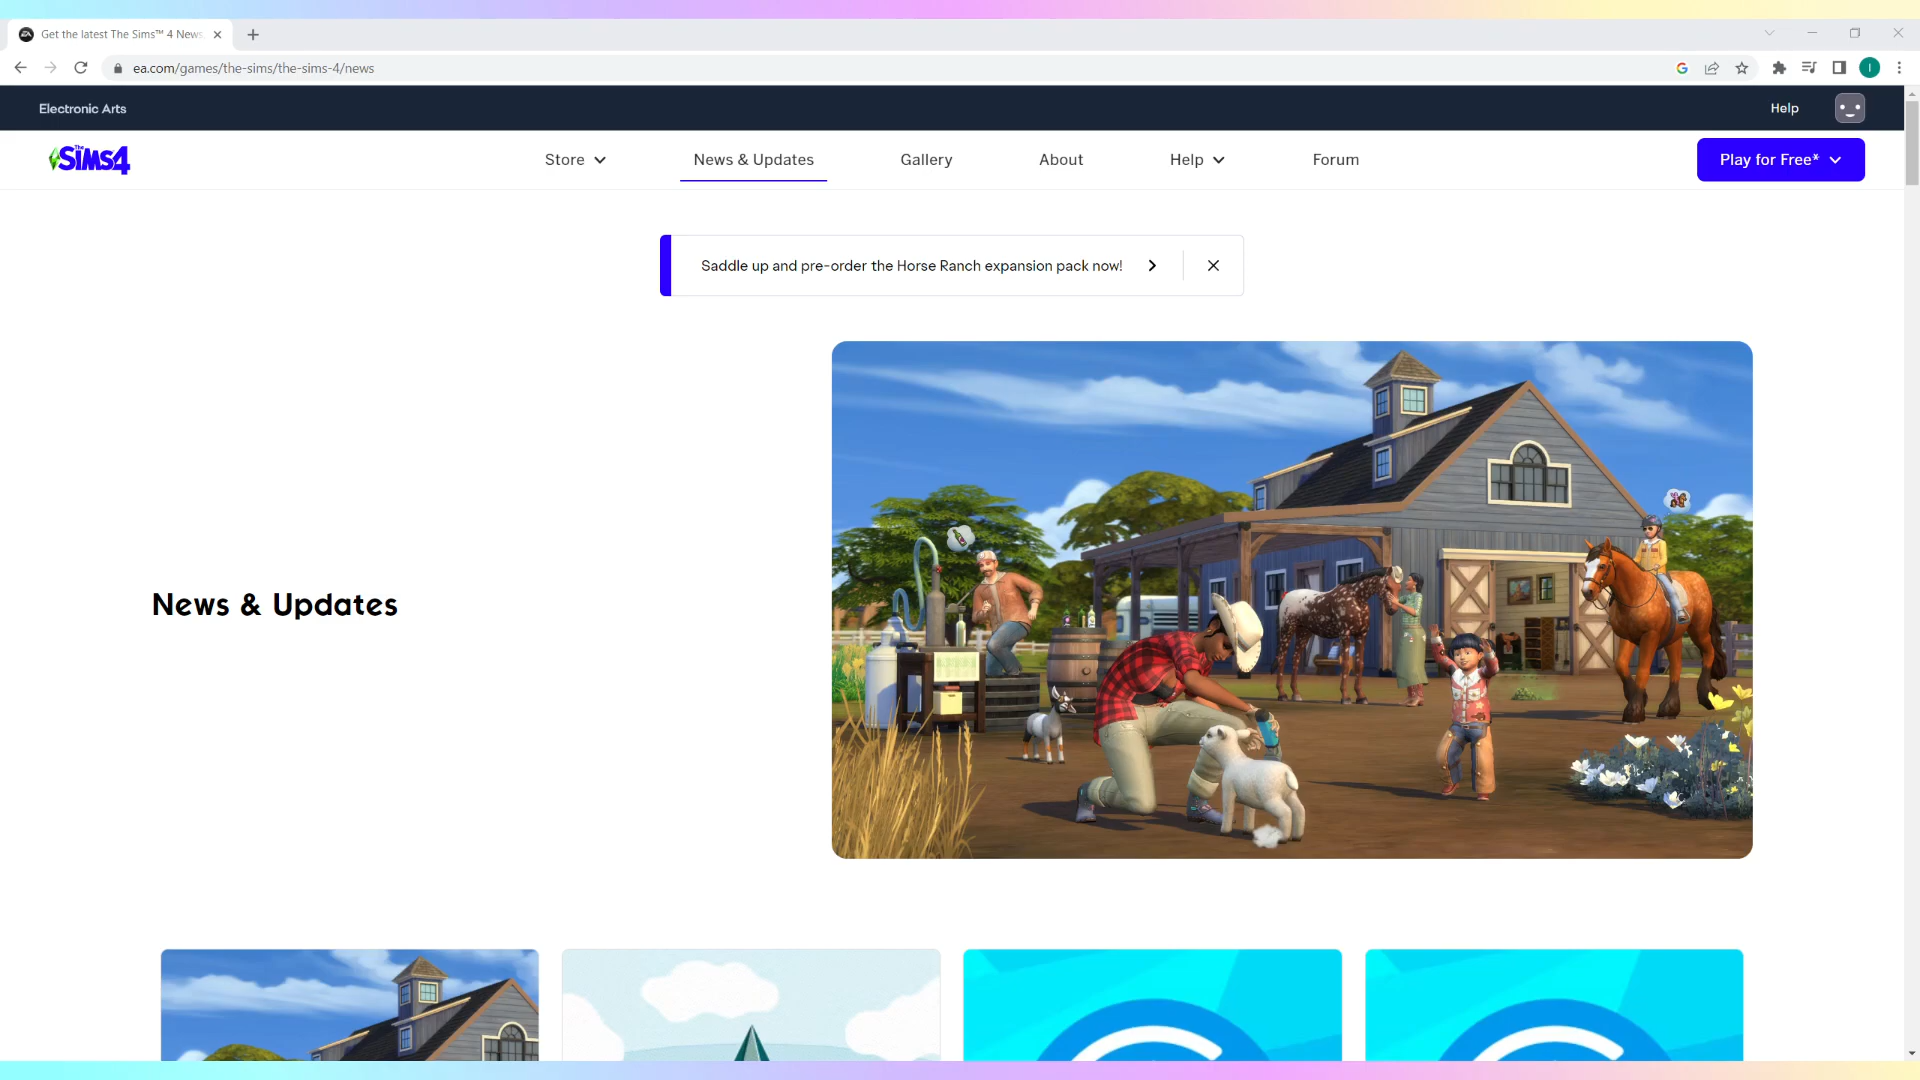 Get the latest The Sims™ 4 News
ea.com/games/the-sims/the-sims-4/news
I
Electronic Arts
Help
The SiMS4
Store
News & Updates
Gallery
About
Help
Forum
Play for Free*
Saddle up and pre-order the Horse Ranch expansion pack now!
News & Updates